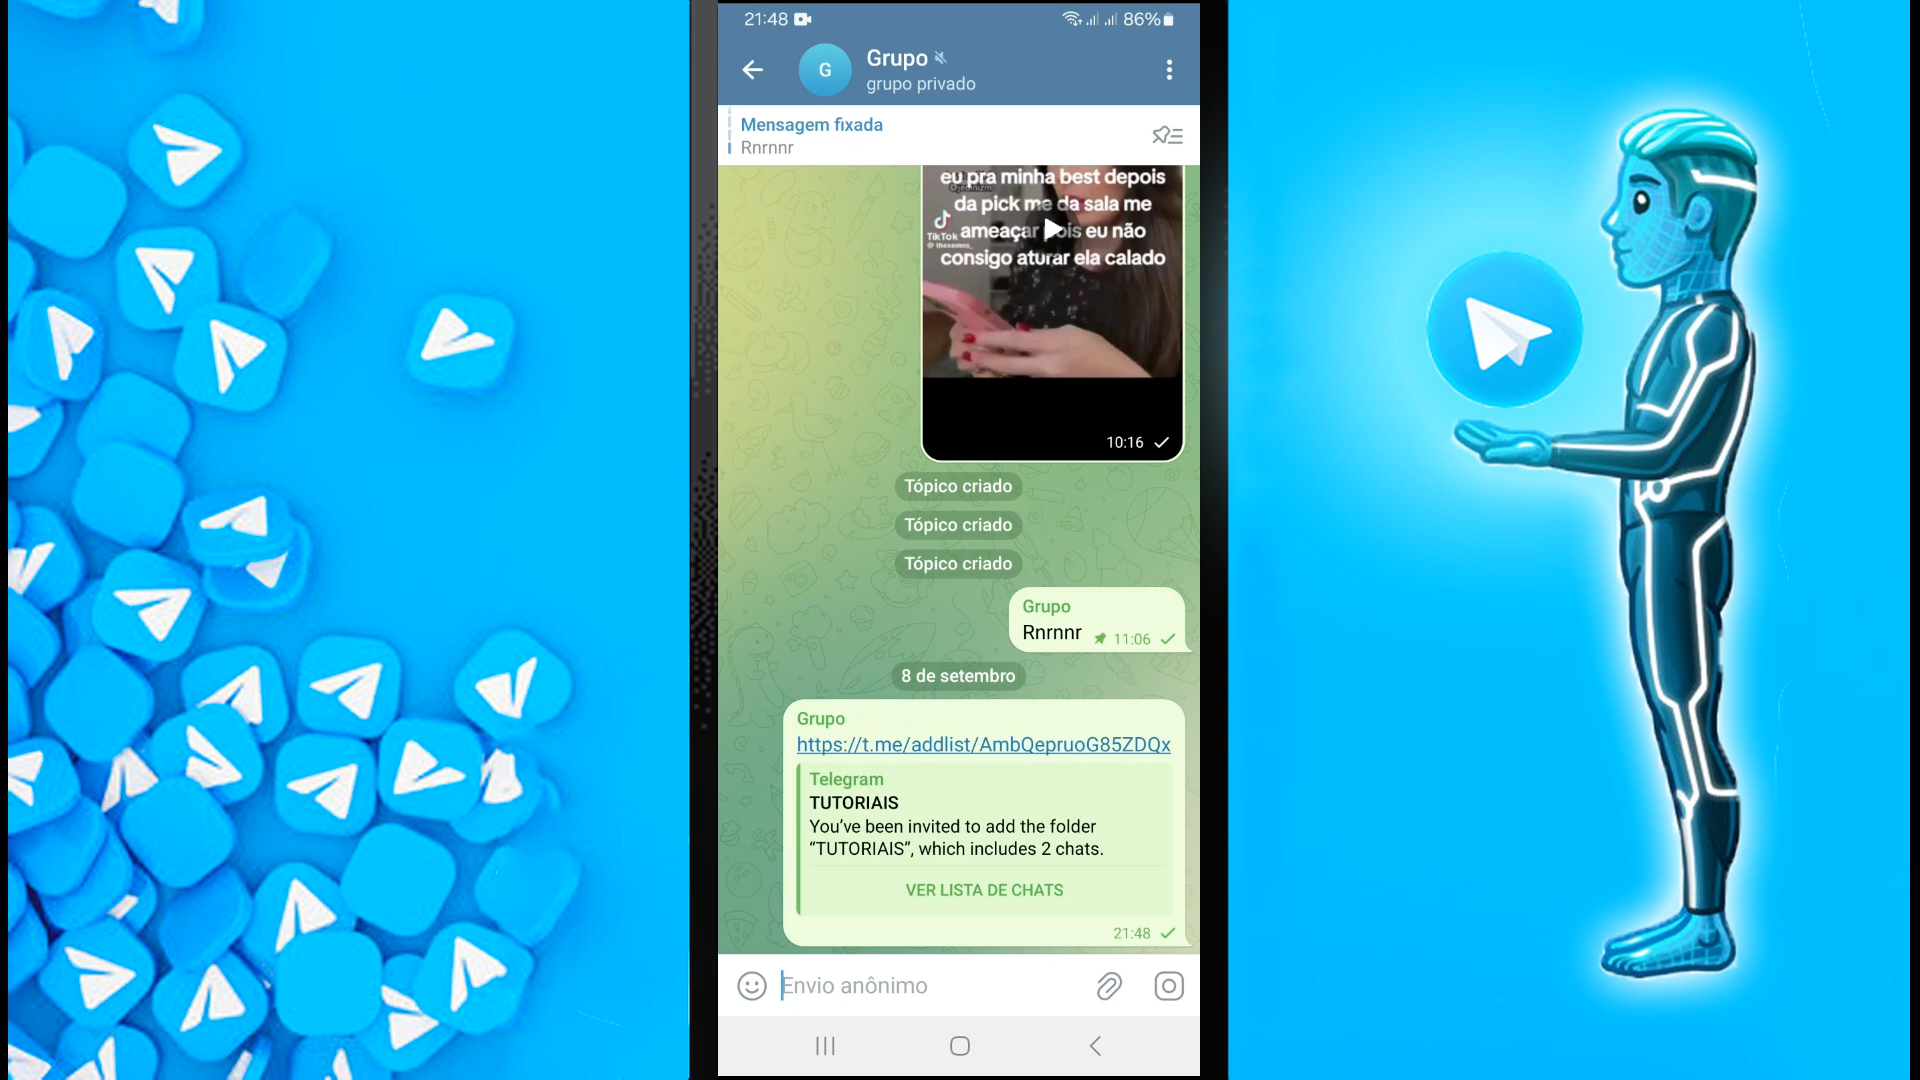 21:48
86%
G
Grupo
grupo privado
Mensagem fixada
Rnrnnr
eu pra minha best depois
da pick me da sala me
TikTok
ameaçar pois eu não
consigo aturar ela calado
10:16
Tópico criado
Tópico criado
Tópico criado
Grupo
Rnrnnr 11:06
8 de setembro
Grupo
https://t.me/addlist/AmbQepruoG85ZDQx
Telegram
TUTORIAIS
You’ve been invited to add the folder
“TUTORIAIS”, which includes 2 chats.
VER LISTA DE CHATS
21:48
Envio anônimo